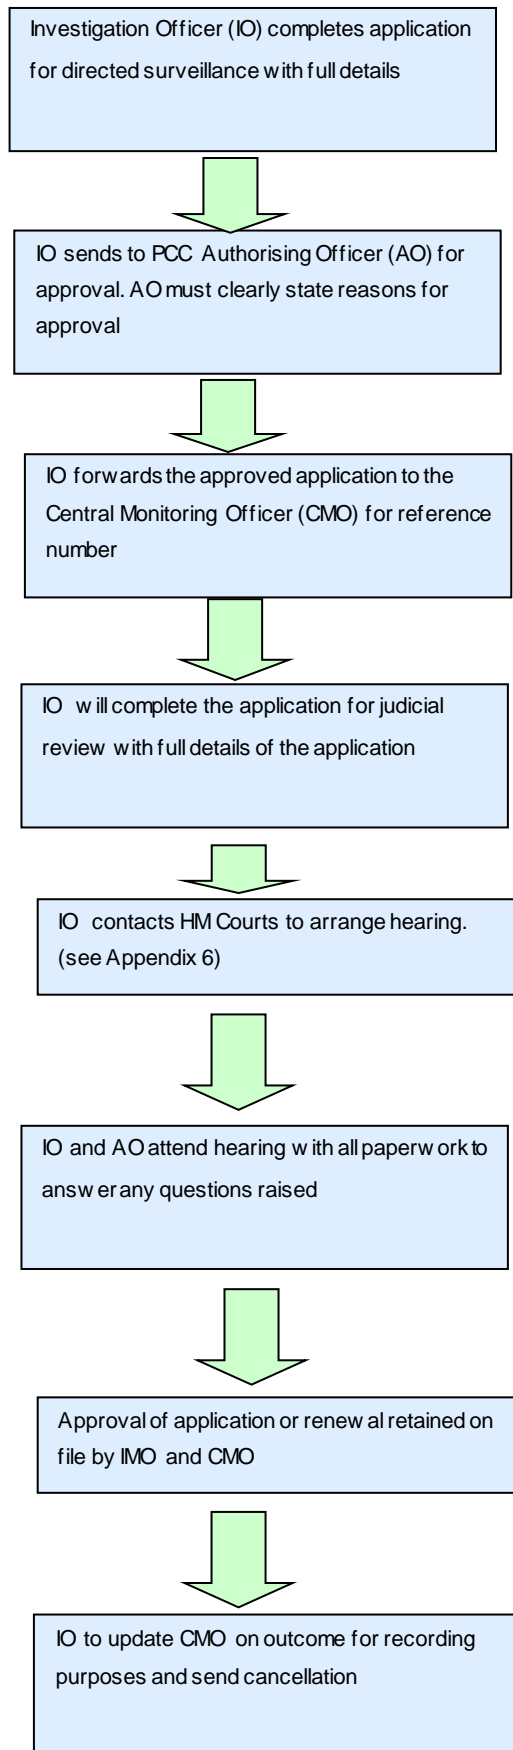 Investigation Officer (IO) completes application
for directed surveillance with full details
IO sends to PCC Authorising Officer (AO) for
approval. AO must clearly state reasons for
approval
IO forwards the approved application to the
Central Monitoring Officer (CMO) for reference
number
IO will complete the application for judicial
review with full details of the application
IO contacts HM Courts to arrange hearing.
(see Appendix 6)
IO and AO attend hearing with all paperwork to
answer any questions raised
Approval of application or renewal retained on
file by IMO and CMO
IO to update CMO on outcome for recording
purposes and send cancellation